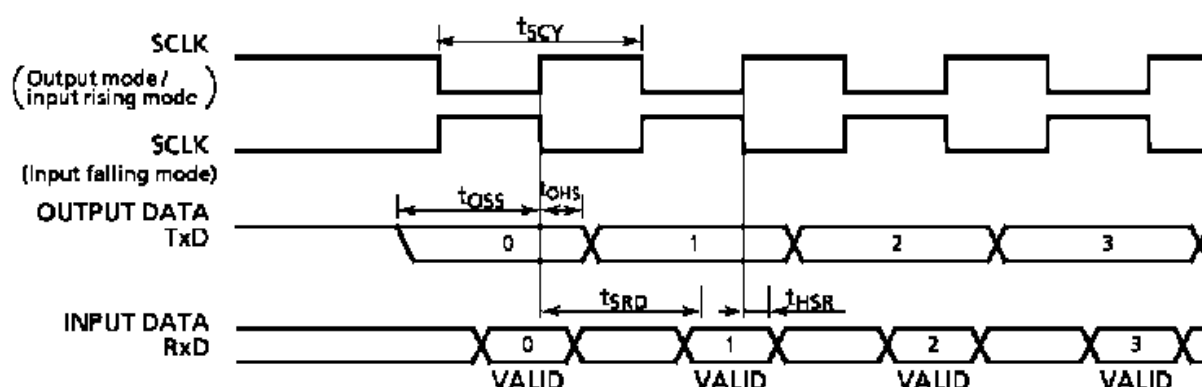 tSCY
SCLK
(Output mode /
input rising mode)
SCLK
(Input falling mode)
tOSS
tOHS
OUTPUT DATA
TxD
0
1
2
3
tSRD
tHSR
INPUT DATA
RxD
0
1
2
3
VALID
VALID
VALID
VALID